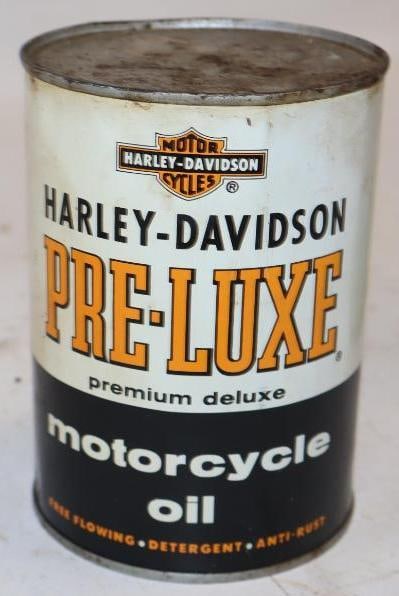 MOTOR
HARLEY-DAVIDSON
CYCLES ®
HARLEY-DAVIDSON
PRE-LUXE®
premium deluxe
motorcycle
oil
FREE FLOWING • DETERGENT • ANTI-RUST